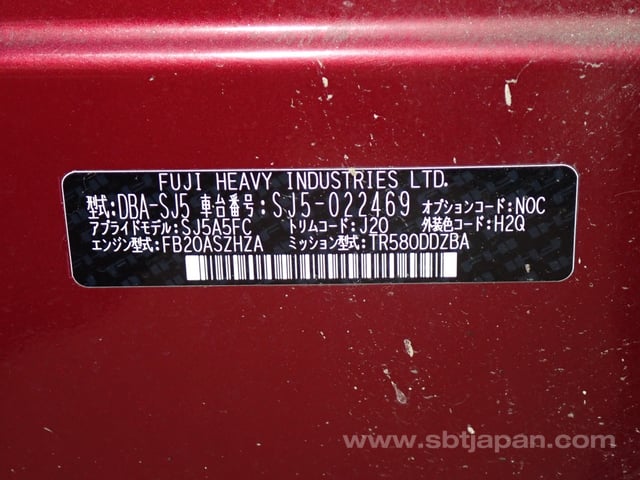 FUJI HEAVY INDUSTRIES LTD.
型式:DBA-SJ5 車台番号:SJ5-022469 オプションコード:NOC
アプライドモデル:SJ5A5FC トリムコード:J20 外装色コード:H2Q
エンジン型式:FB20ASZHZA ミッション型式:TR580DDZBA
www.sbtjapan.com